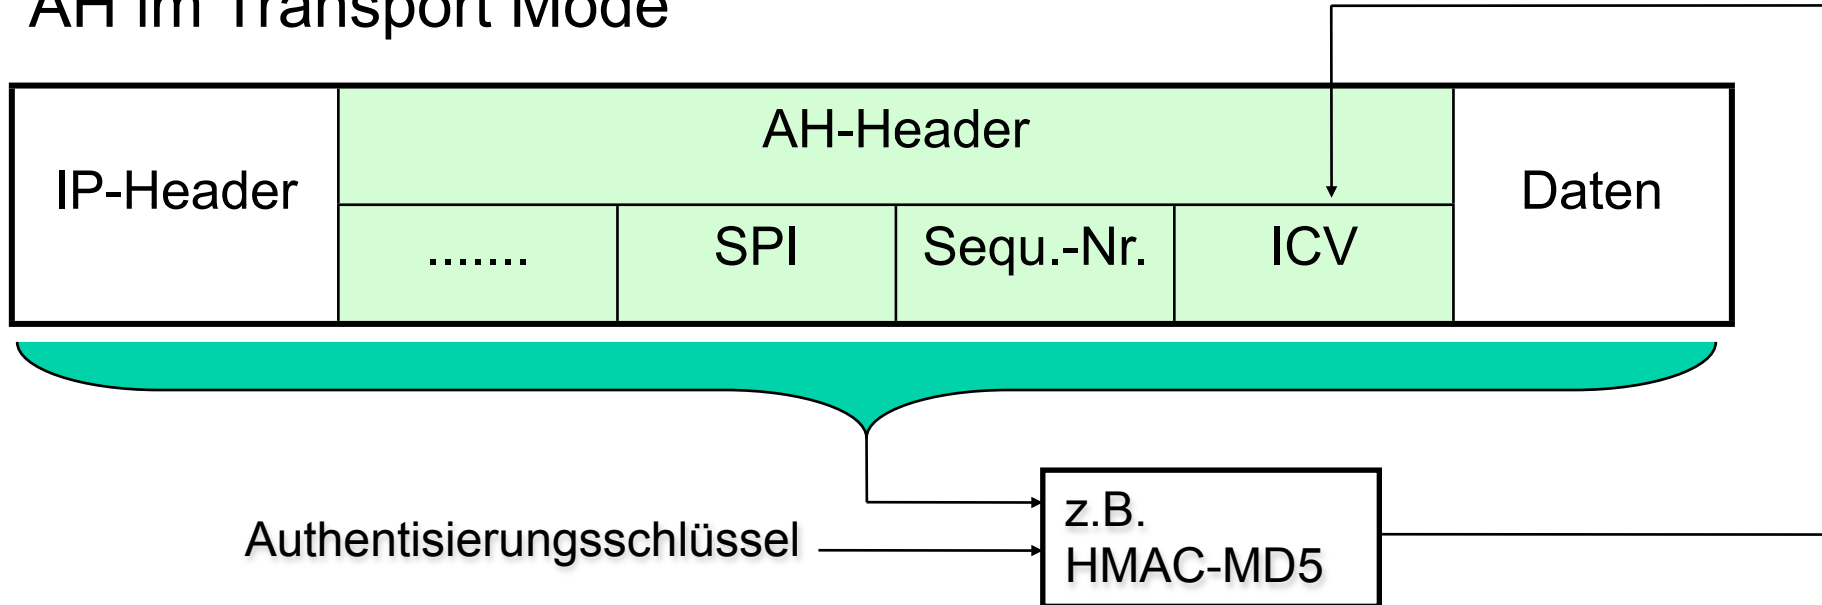 AH im Transport Mode
AH-Header
IP-Header
Daten
.......
SPI
Sequ.-Nr.
ICV
z.B.
Authentisierungsschlüssel
HMAC-MD5